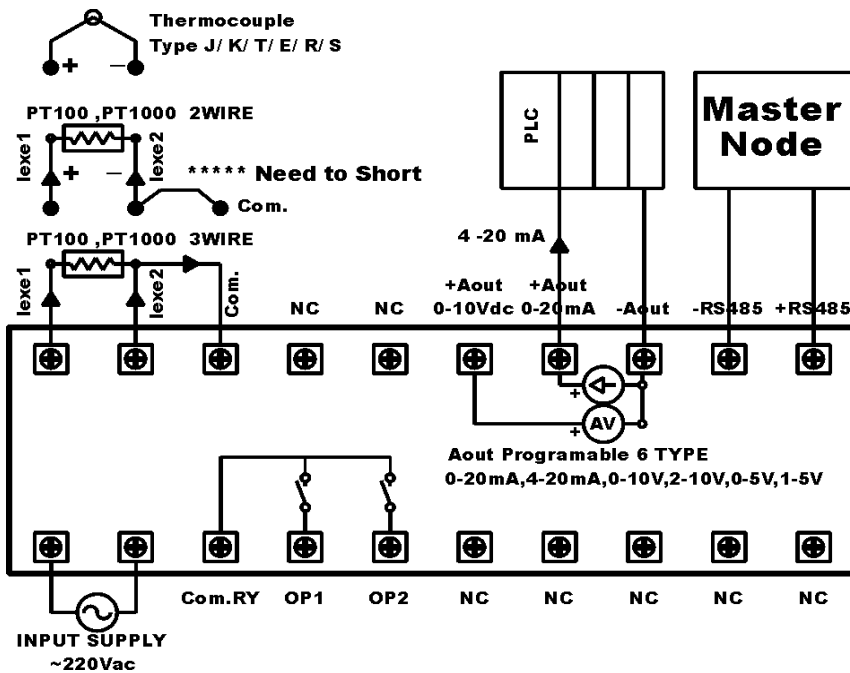 Thermocouple
Type J/ K/ T/ E/ R/ S
+ –
PT100 ,PT1000 2WIRE
Iexe1
Iexe2
+ –
***** Need to Short
Com.
PT100 ,PT1000 3WIRE
Iexe1
Iexe2
Com.
PLC
Master
Node
4 -20 mA
NC
NC
+Aout
0-10Vdc
+Aout
0-20mA
-Aout
-RS485
+RS485
+
+
AV
Aout Programable 6 TYPE
0-20mA,4-20mA,0-10V,2-10V,0-5V,1-5V
Com.RY
OP1
OP2
NC
NC
NC
NC
NC
INPUT SUPPLY
~220Vac